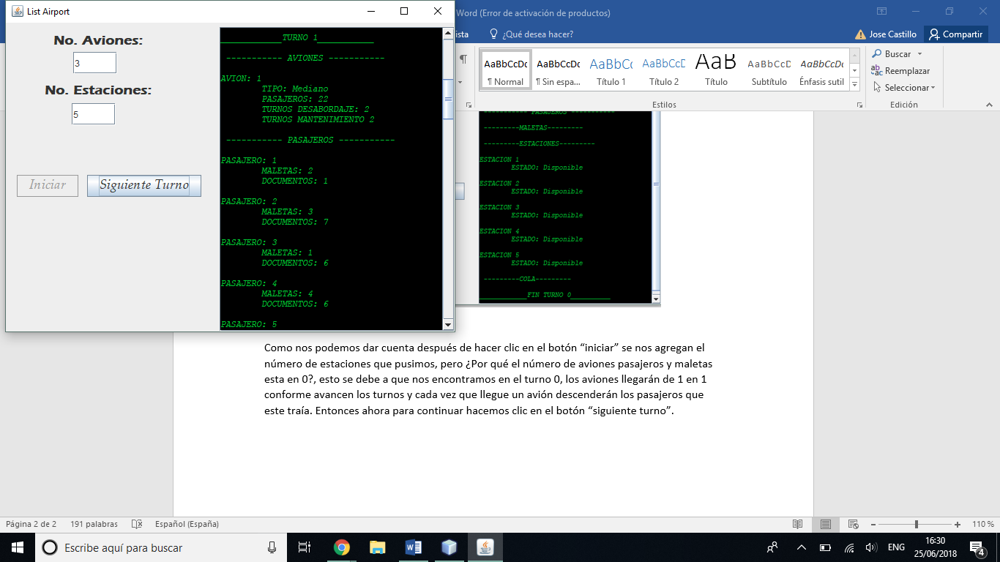 List Airport
No. Aviones:
3
No. Estaciones:
5
Iniciar
Siguiente Turno
____________TURNO 1___________
----------- AVIONES -----------
AVION: 1
TIPO: Mediano
PASAJEROS: 22
TURNOS DESABORDAJE: 2
TURNOS MANTENIMIENTO 2
----------- PASAJEROS -----------
PASAJERO: 1
MALETAS: 2
DOCUMENTOS: 1
PASAJERO: 2
MALETAS: 3
DOCUMENTOS: 7
PASAJERO: 3
MALETAS: 1
DOCUMENTOS: 6
PASAJERO: 4
MALETAS: 4
DOCUMENTOS: 6
PASAJERO: 5
Word (Error de activación de productos)
ista
¿Qué desea hacer?
Jose Castillo
Compartir
AaBbCcDc
¶ Normal
AaBbCcDc
¶ Sin espa...
AaBbCc
Título 1
AaBbCcD
Título 2
AaB
Título
AaBbCcD
Subtítulo
AaBbCcDc
Énfasis sutil
Estilos
Buscar
Reemplazar
Seleccionar
Edición
----------- PASAJEROS -----------
---------MALETAS---------
---------ESTACIONES---------
ESTACION 1
ESTADO: Disponible
ESTACION 2
ESTADO: Disponible
ESTACION 3
ESTADO: Disponible
ESTACION 4
ESTADO: Disponible
ESTACION 5
ESTADO: Disponible
---------COLA---------
____________FIN TURNO 0__________
Como nos podemos dar cuenta después de hacer clic en el botón “iniciar” se nos agregan el
número de estaciones que pusimos, pero ¿Por qué el número de aviones pasajeros y maletas
esta en 0?, esto se debe a que nos encontramos en el turno 0, los aviones llegarán de 1 en 1
conforme avancen los turnos y cada vez que llegue un avión descenderán los pasajeros que
este traía. Entonces ahora para continuar hacemos clic en el botón “siguiente turno”.
Página 2 de 2
191 palabras
Español (España)
110 %
Escribe aquí para buscar
ENG
16:30
25/06/2018
4